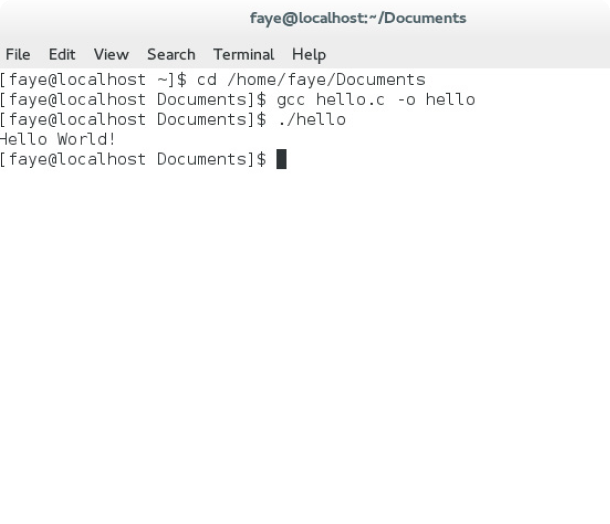 faye@localhost:~/Documents
File Edit View Search Terminal Help
[faye@localhost ~]$ cd /home/faye/Documents
[faye@localhost Documents]$ gcc hello.c -o hello
[faye@localhost Documents]$ ./hello
Hello World!
[faye@localhost Documents]$